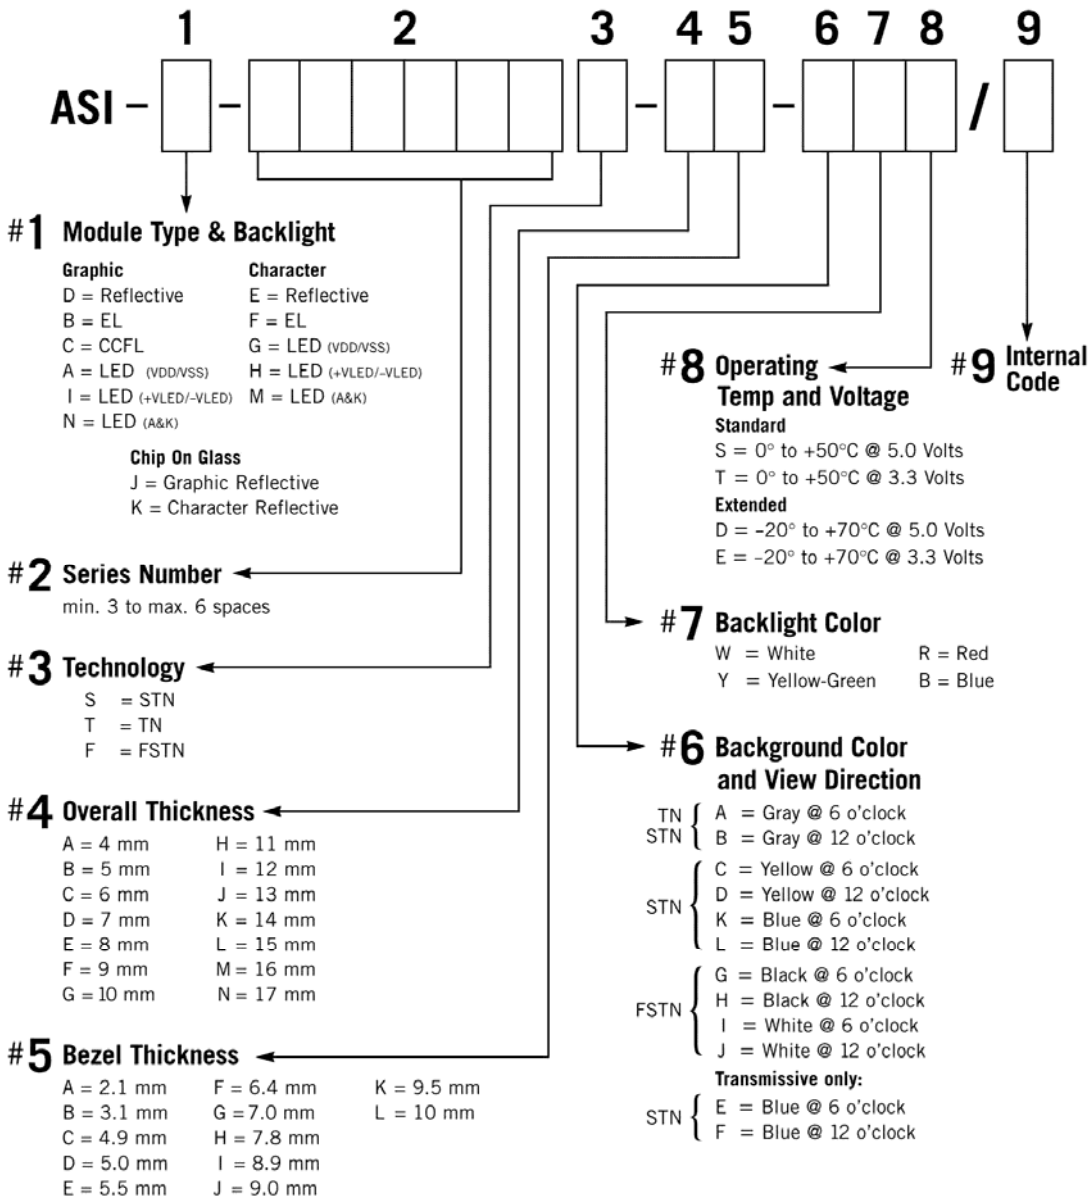 1 2 3 4 5 6 7 8 9
ASI – – – – /
#1 Module Type & Backlight
Graphic
D = Reflective
B = EL
C = CCFL
A = LED (VDD/VSS)
I = LED (+VLED/–VLED)
N = LED (A&K)
Character
E = Reflective
F = EL
G = LED (VDD/VSS)
H = LED (+VLED/–VLED)
M = LED (A&K)
Chip On Glass
J = Graphic Reflective
K = Character Reflective
#2 Series Number
min. 3 to max. 6 spaces
#3 Technology
S = STN
T = TN
F = FSTN
#4 Overall Thickness
A = 4 mm
B = 5 mm
C = 6 mm
D = 7 mm
E = 8 mm
F = 9 mm
G = 10 mm
H = 11 mm
I = 12 mm
J = 13 mm
K = 14 mm
L = 15 mm
M = 16 mm
N = 17 mm
#5 Bezel Thickness
A = 2.1 mm
B = 3.1 mm
C = 4.9 mm
D = 5.0 mm
E = 5.5 mm
F = 6.4 mm
G = 7.0 mm
H = 7.8 mm
I = 8.9 mm
J = 9.0 mm
K = 9.5 mm
L = 10 mm
#8 Operating
Temp and Voltage
Standard
S = 0° to +50°C @ 5.0 Volts
T = 0° to +50°C @ 3.3 Volts
Extended
D = –20° to +70°C @ 5.0 Volts
E = –20° to +70°C @ 3.3 Volts
#9 Internal
Code
#7 Backlight Color
W = White
Y = Yellow-Green
R = Red
B = Blue
#6 Background Color
and View Direction
TN
STN
A = Gray @ 6 o'clock
B = Gray @ 12 o'clock
STN
C = Yellow @ 6 o'clock
D = Yellow @ 12 o'clock
K = Blue @ 6 o'clock
L = Blue @ 12 o'clock
FSTN
G = Black @ 6 o'clock
H = Black @ 12 o'clock
I = White @ 6 o'clock
J = White @ 12 o'clock
Transmissive only:
STN
E = Blue @ 6 o'clock
F = Blue @ 12 o'clock